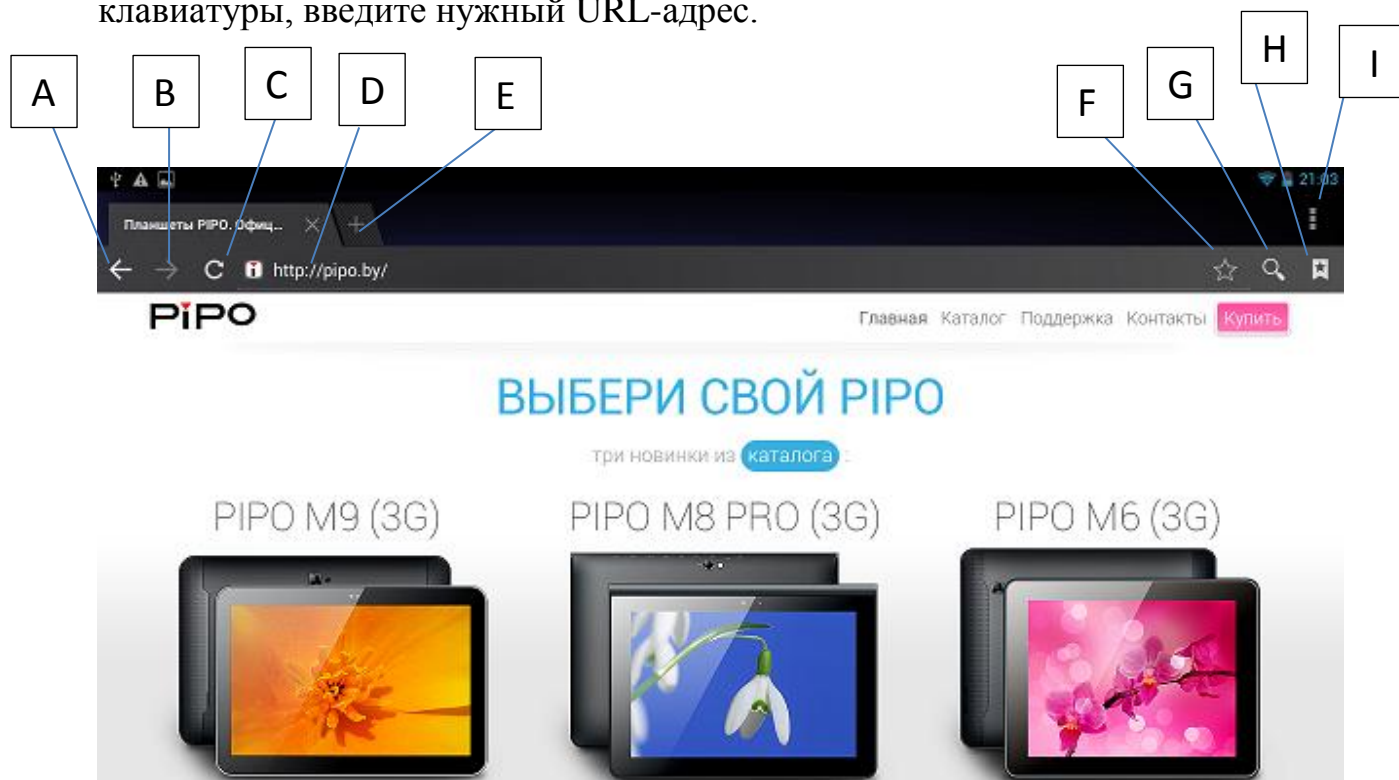 клавиатуры, введите нужный URL-адрес.
A B C D E F G H I
21:03
Планшеты PIPO. Офиц...
http://pipo.by/
PiPO
Главная Каталог Поддержка Контакты Купить
ВЫБЕРИ СВОЙ PIPO
три новинки из каталога :
PIPO M9 (3G) PIPO M8 PRO (3G) PIPO M6 (3G)